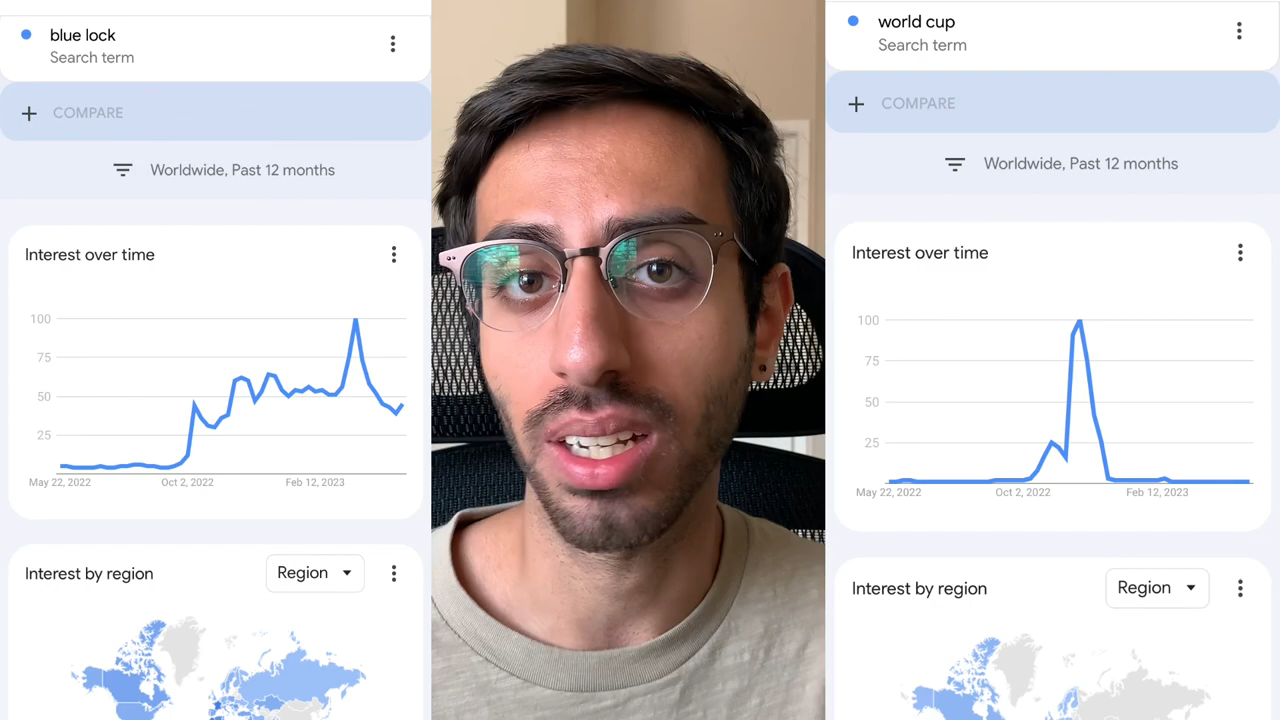 blue lock
Search term
COMPARE
Worldwide, Past 12 months
Interest over time
100
75
50
25
May 22, 2022 Oct 2, 2022 Feb 12, 2023
Interest by region
Region
world cup
Search term
COMPARE
Worldwide, Past 12 months
Interest over time
100
75
50
25
May 22, 2022 Oct 2, 2022 Feb 12, 2023
Interest by region
Region